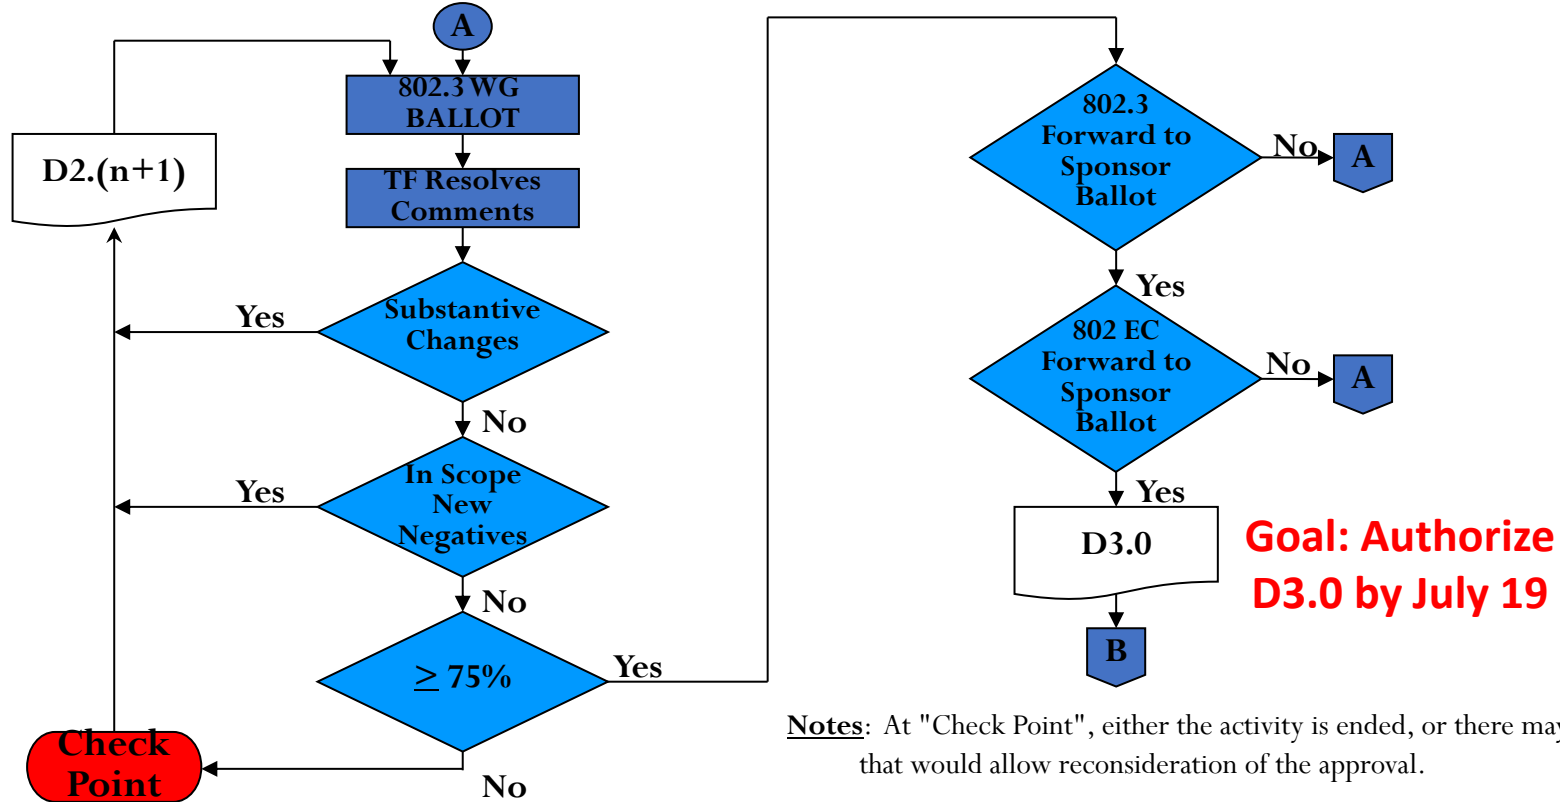 A
802.3 WG
BALLOT
D2.(n+1)
TF Resolves
Comments
Substantive
Changes
Yes
No
In Scope
New
Negatives
Yes
No
≥ 75%
Yes
No
Check
Point
802.3
Forward to
Sponsor
Ballot
No
A
Yes
802 EC
Forward to
Sponsor
Ballot
No
A
Yes
D3.0
Goal: Authorize
D3.0 by July 19
B
Notes: At "Check Point", either the activity is ended, or there may
that would allow reconsideration of the approval.